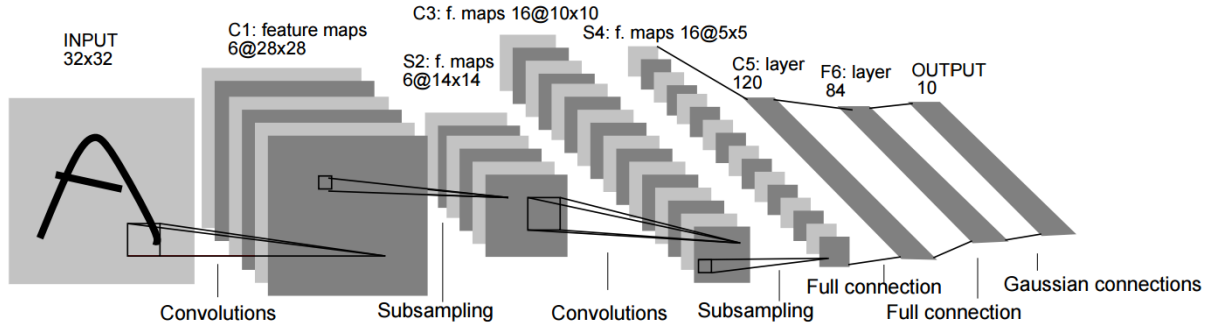 INPUT
32x32
C1: feature maps
6@28x28
S2: f. maps
6@14x14
C3: f. maps 16@10x10
S4: f. maps 16@5x5
C5: layer
120
F6: layer
84
OUTPUT
10
Convolutions
Subsampling
Convolutions
Subsampling
Full connection
Full connection
Gaussian connections
A